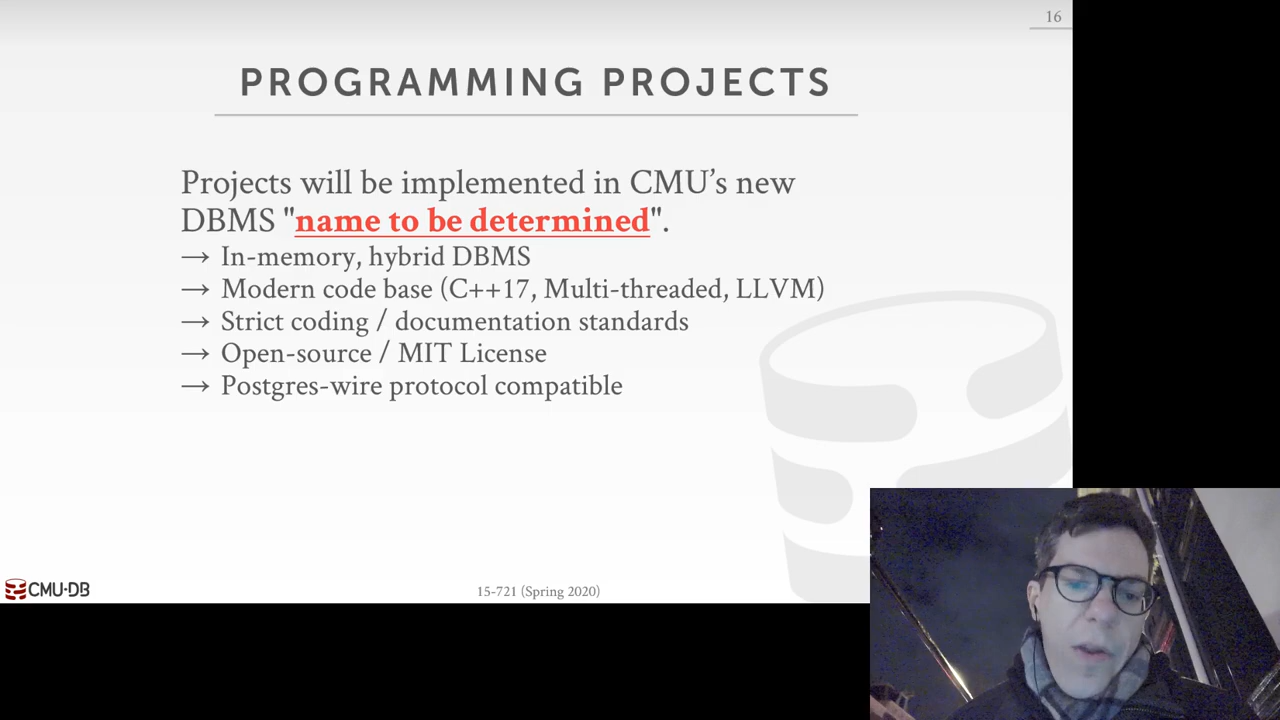 16
PROGRAMMING PROJECTS
Projects will be implemented in CMU’s new
DBMS "name to be determined".
→ In-memory, hybrid DBMS
→ Modern code base (C++17, Multi-threaded, LLVM)
→ Strict coding / documentation standards
→ Open-source / MIT License
→ Postgres-wire protocol compatible
CMU·DB
15-721 (Spring 2020)